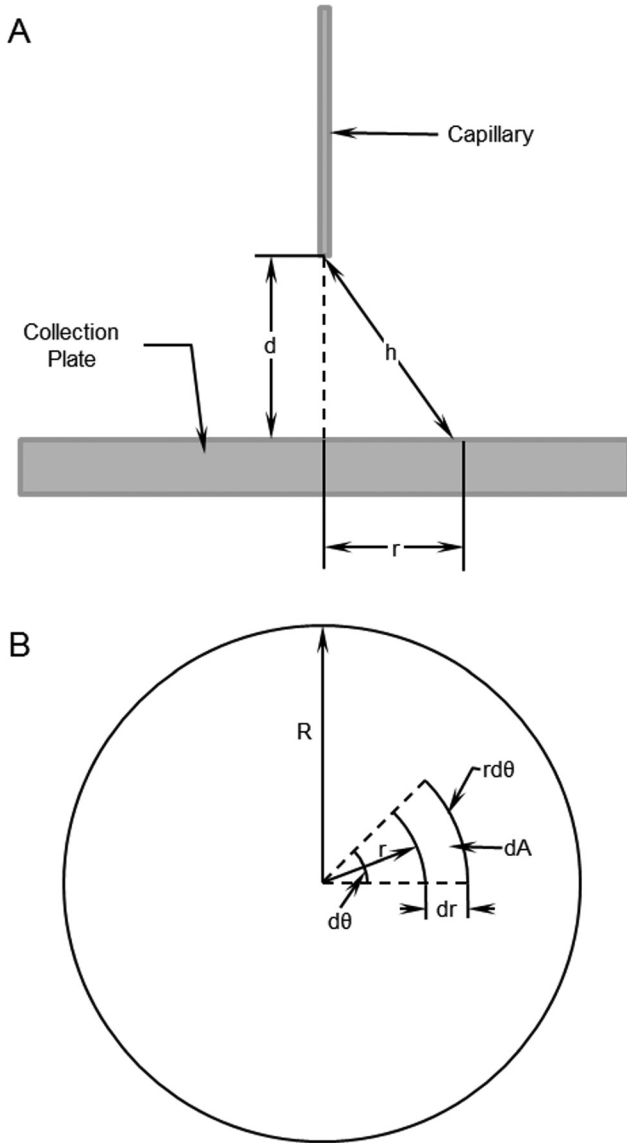 A
Capillary
Collection
Plate
d
h
r
B
R
rdθ
r
dA
dr
dθ